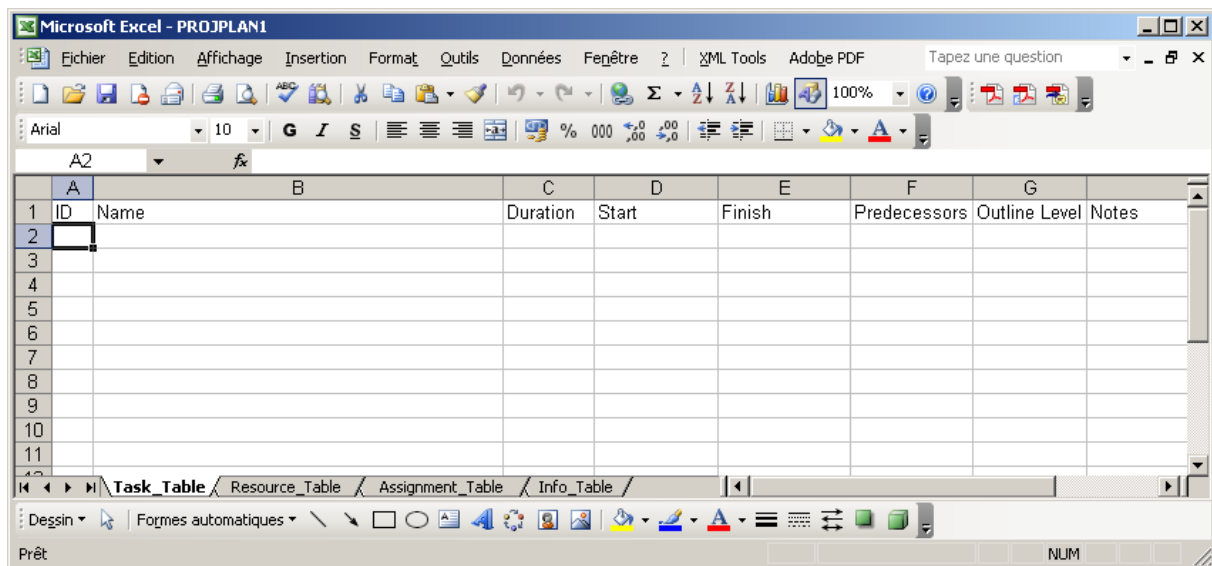 Microsoft Excel - PROJPLAN1
Fichier Edition Affichage Insertion Format Outils Données Fenêtre ? XML Tools Adobe PDF Tapez une question
100%
Arial 10 G I S % 000
A2 fx
A B C D E F G
1 ID Name Duration Start Finish Predecessors Outline Level Notes
2
3
4
5
6
7
8
9
10
11
Task_Table Resource_Table Assignment_Table Info_Table
Dessin Formes automatiques
Prêt NUM